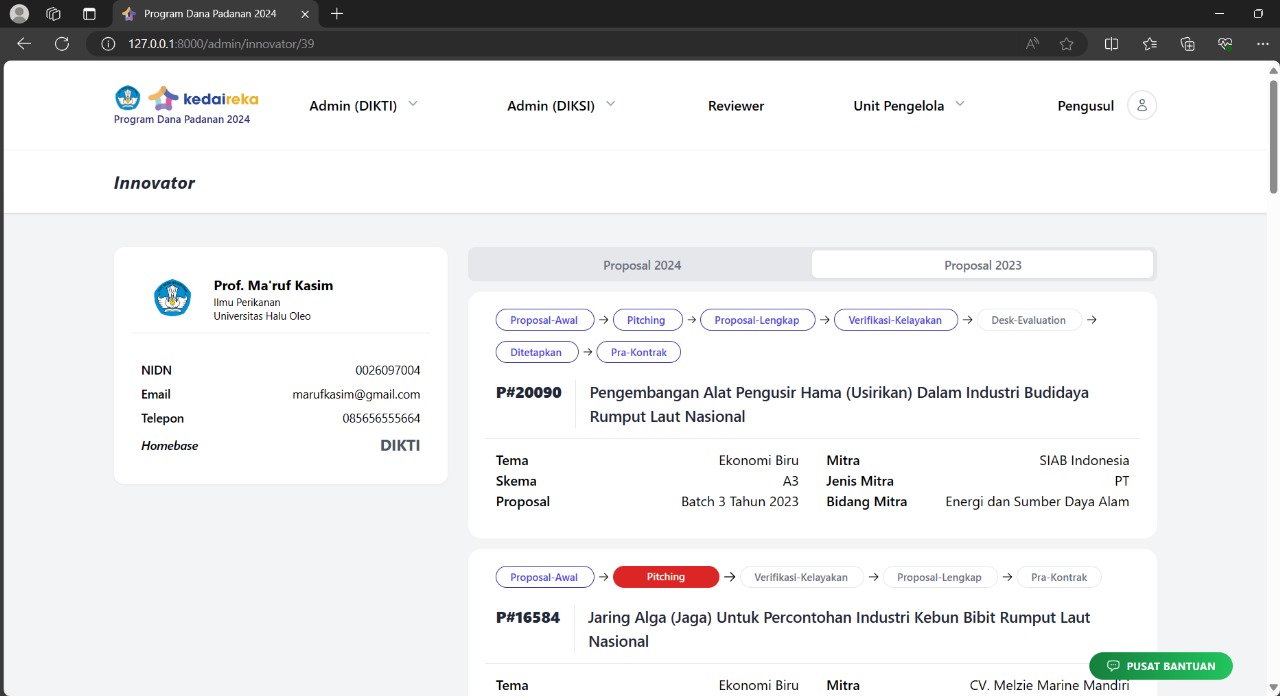 Program Dana Padanan 2024
127.0.0.1:8000/admin/innovator/39
kedaireka
Program Dana Padanan 2024
Admin (DIKTI)
Admin (DIKSI)
Reviewer
Unit Pengelola
Pengusul
Innovator
Prof. Ma'ruf Kasim
Ilmu Perikanan
Universitas Halu Oleo
NIDN 0026097004
Email marufkasim@gmail.com
Telepon 085656555664
Homebase DIKTI
Proposal 2024
Proposal 2023
Proposal-Awal → Pitching → Proposal-Lengkap → Verifikasi-Kelayakan → Desk-Evaluation →
Ditetapkan → Pra-Kontrak
P#20090
Pengembangan Alat Pengusir Hama (Usirikan) Dalam Industri Budidaya
Rumput Laut Nasional
Tema Ekonomi Biru Mitra SIAB Indonesia
Skema A3 Jenis Mitra PT
Proposal Batch 3 Tahun 2023 Bidang Mitra Energi dan Sumber Daya Alam
Proposal-Awal → Pitching → Verifikasi-Kelayakan → Proposal-Lengkap → Pra-Kontrak
P#16584
Jaring Alga (Jaga) Untuk Percontohan Industri Kebun Bibit Rumput Laut
Nasional
Tema Ekonomi Biru Mitra CV. Melzie Marine Mandiri
PUSAT BANTUAN